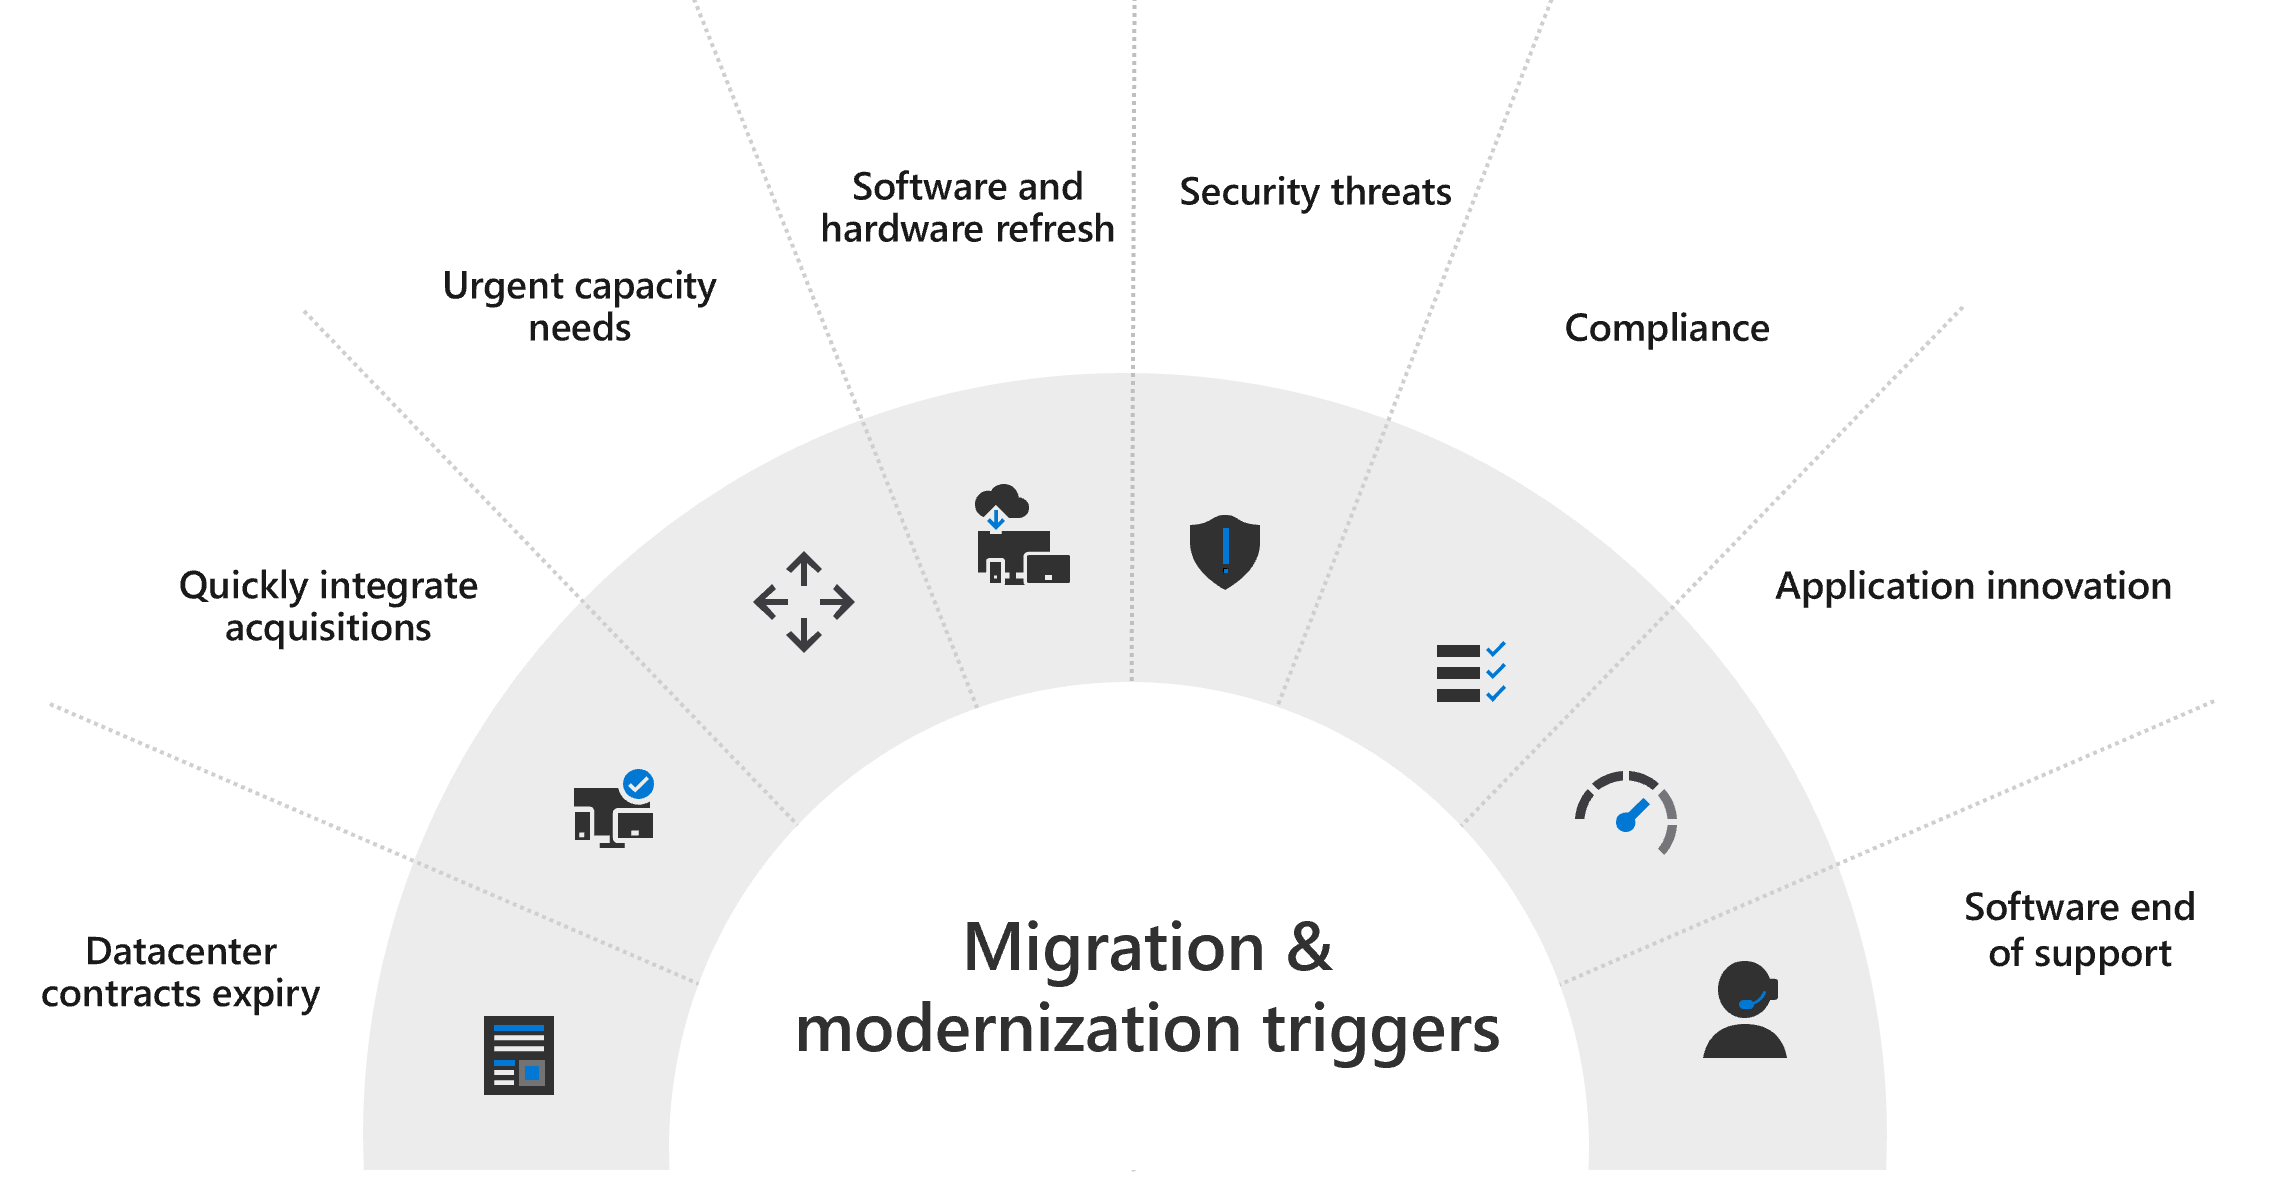 Software and
hardware refresh
Security threats
Urgent capacity
needs
Compliance
Quickly integrate
acquisitions
Application innovation
Datacenter
contracts expiry
Software end
of support
Migration &
modernization triggers